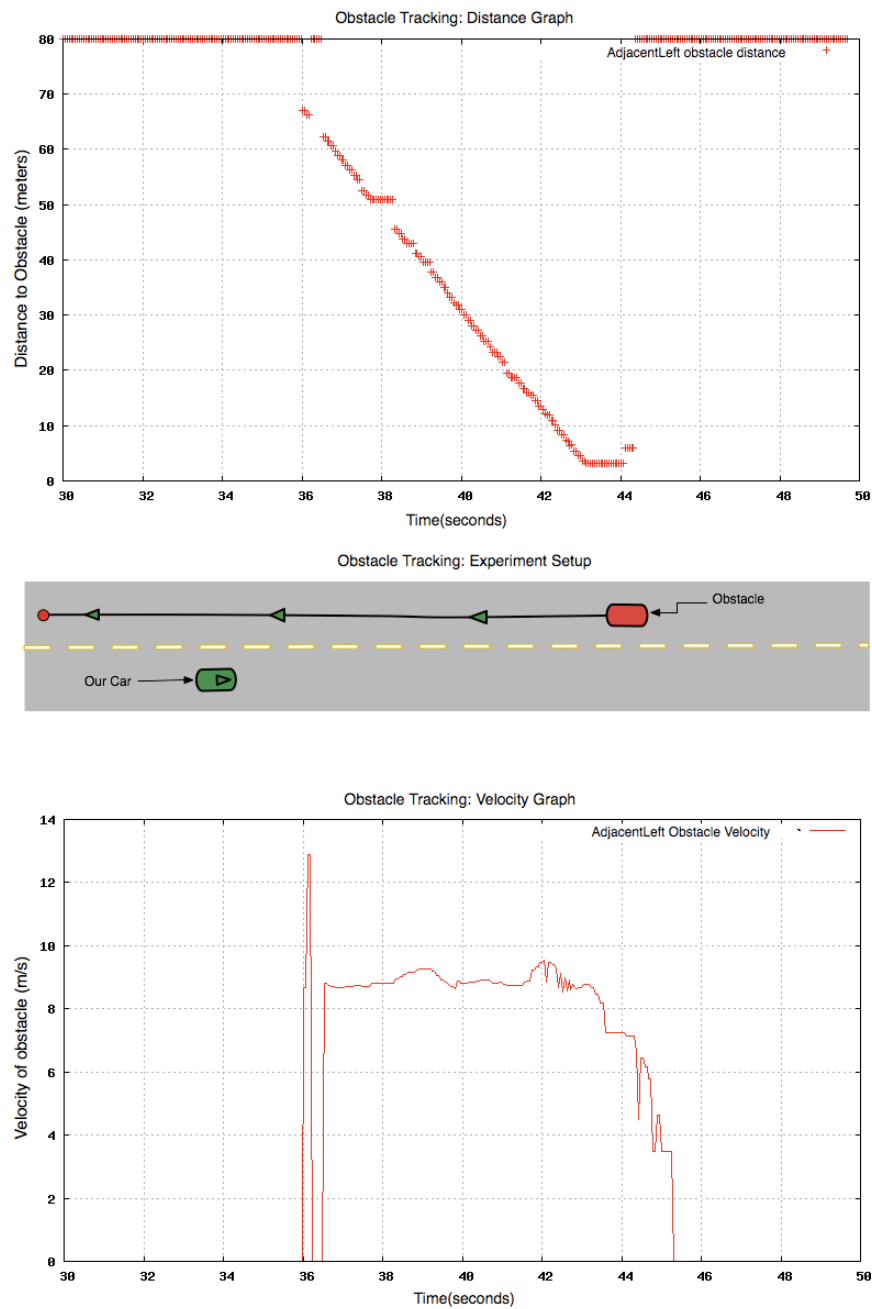 Obstacle Tracking: Distance Graph
AdjacentLeft obstacle distance
Distance to Obstacle (meters)
80
70
60
50
40
30
20
10
0
30 32 34 36 38 40 42 44 46 48 50
Time(seconds)
Obstacle Tracking: Experiment Setup
Obstacle
Our Car
Obstacle Tracking: Velocity Graph
AdjacentLeft Obstacle Velocity
Velocity of obstacle (m/s)
14
12
10
8
6
4
2
0
30 32 34 36 38 40 42 44 46 48 50
Time(seconds)